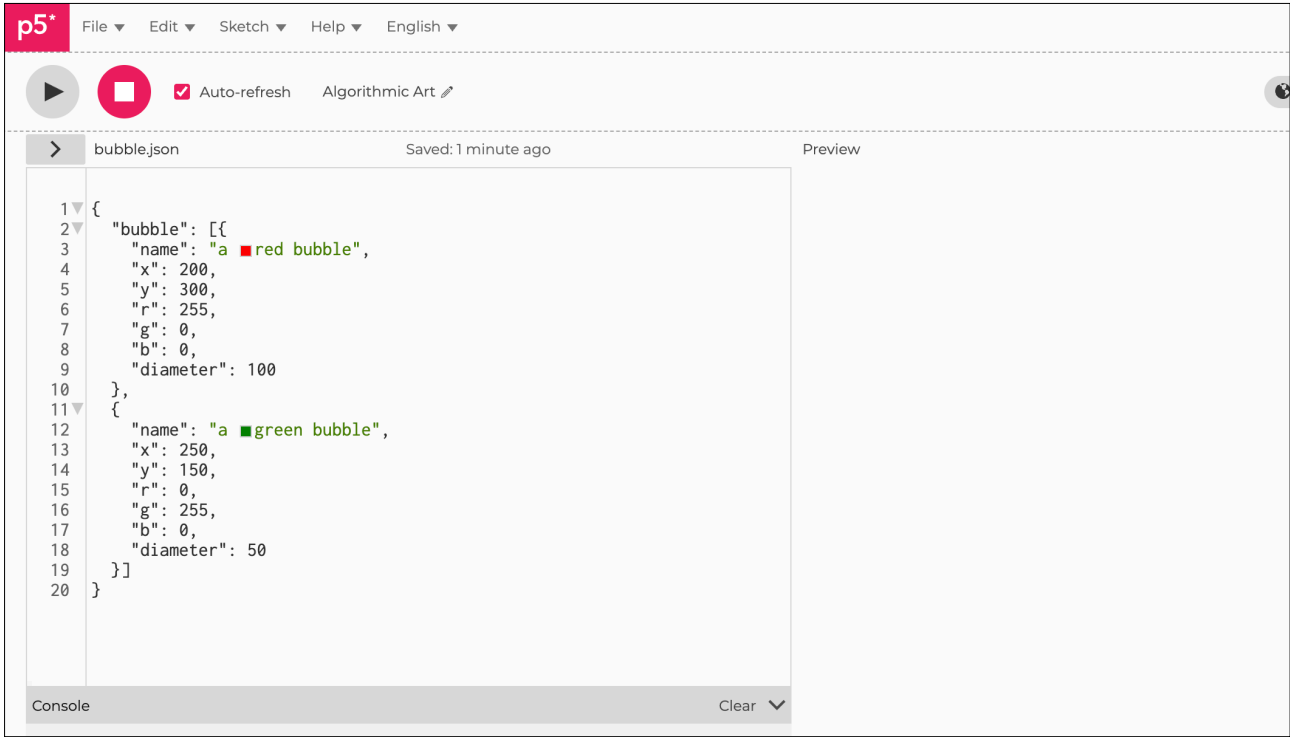 p5* File Edit Sketch Help English
Auto-refresh Algorithmic Art
bubble.json Saved: 1 minute ago Preview
1 {
2   "bubble": [{
3     "name": "a red bubble",
4     "x": 200,
5     "y": 300,
6     "r": 255,
7     "g": 0,
8     "b": 0,
9     "diameter": 100
10   },
11   {
12     "name": "a green bubble",
13     "x": 250,
14     "y": 150,
15     "r": 0,
16     "g": 255,
17     "b": 0,
18     "diameter": 50
19   }]
20 }
Console Clear